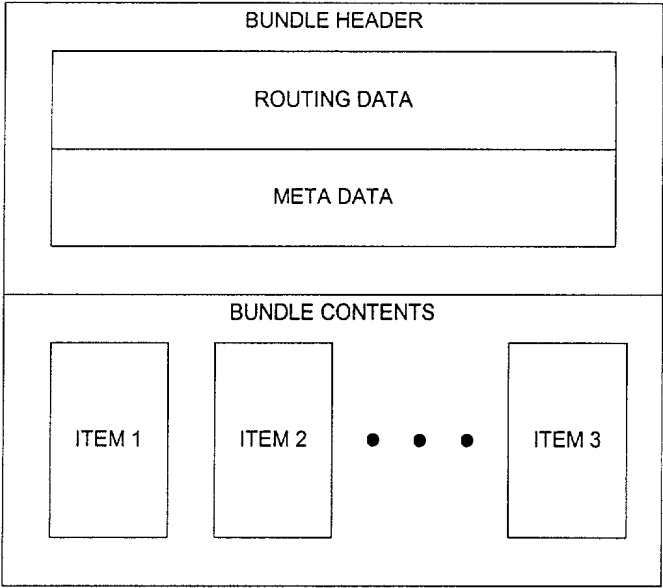 BUNDLE HEADER
ROUTING DATA
META DATA
BUNDLE CONTENTS
ITEM 1
ITEM 2
ITEM 3